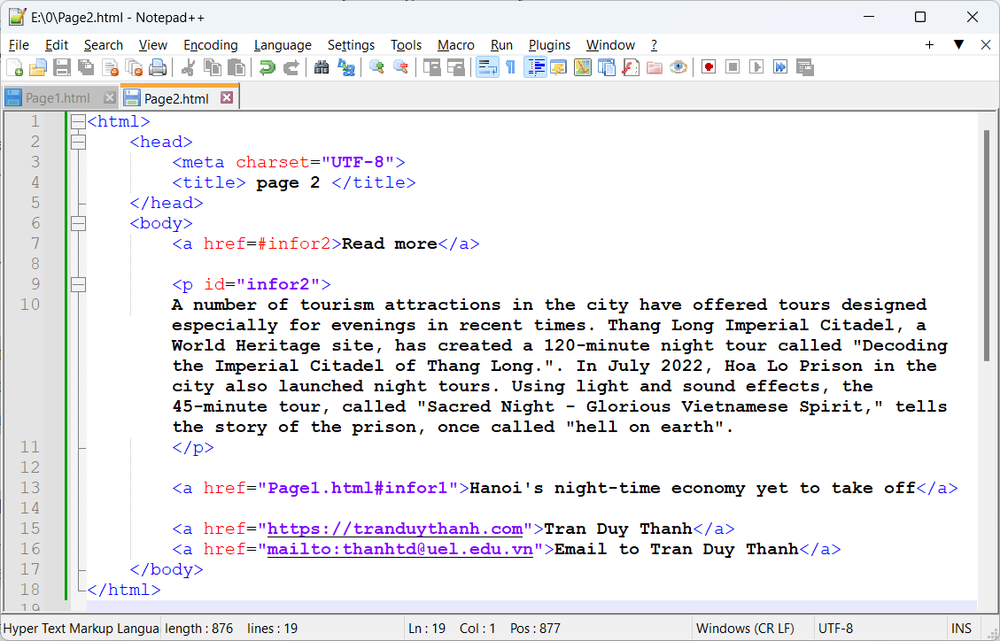 E:\0\Page2.html - Notepad++
File Edit Search View Encoding Language Settings Tools Macro Run Plugins Window ? + ▼ X
Page1.html Page2.html
1 <html>
2 <head>
3 <meta charset="UTF-8">
4 <title> page 2 </title>
5 </head>
6 <body>
7 <a href=#infor2>Read more</a>
8
9 <p id="infor2">
10 A number of tourism attractions in the city have offered tours designed
especially for evenings in recent times. Thang Long Imperial Citadel, a
World Heritage site, has created a 120-minute night tour called "Decoding
the Imperial Citadel of Thang Long.". In July 2022, Hoa Lo Prison in the
city also launched night tours. Using light and sound effects, the
45-minute tour, called "Sacred Night - Glorious Vietnamese Spirit," tells
the story of the prison, once called "hell on earth".
11 </p>
12
13 <a href="Page1.html#infor1">Hanoi's night-time economy yet to take off</a>
14
15 <a href="https://tranduythanh.com">Tran Duy Thanh</a>
16 <a href="mailto:thanhtd@uel.edu.vn">Email to Tran Duy Thanh</a>
17 </body>
18 </html>
19
Hyper Text Markup Langua length : 876 lines : 19 Ln : 19 Col : 1 Pos : 877 Windows (CR LF) UTF-8 INS